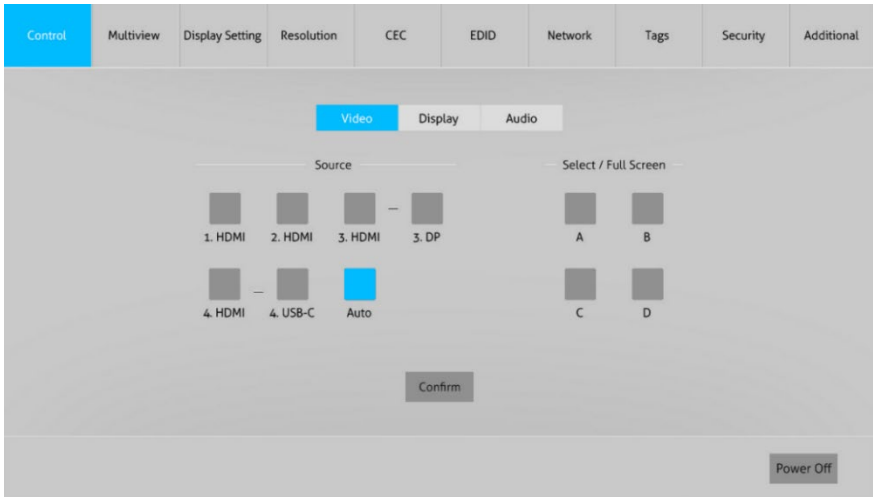 Control Multiview Display Setting Resolution CEC EDID Network Tags Security Additional
Video Display Audio
Source Select / Full Screen
1. HDMI 2. HDMI 3. HDMI – 3. DP A B
4. HDMI – 4. USB-C Auto C D
Confirm
Power Off